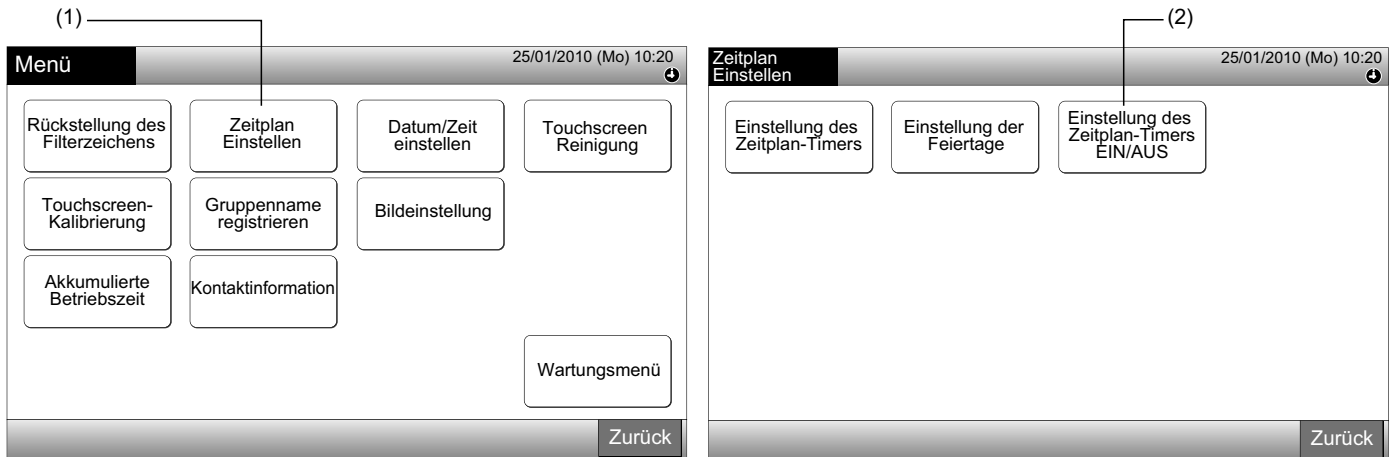 (1)
(2)
Menü
25/01/2010 (Mo) 10:20
Rückstellung des
Filterzeichens
Zeitplan
Einstellen
Datum/Zeit
einstellen
Touchscreen
Reinigung
Touchscreen-
Kalibrierung
Gruppenname
registrieren
Bildeinstellung
Akkumulierte
Betriebszeit
Kontaktinformation
Wartungsmenü
Zurück
Zeitplan
Einstellen
25/01/2010 (Mo) 10:20
Einstellung des
Zeitplan-Timers
Einstellung der
Feiertage
Einstellung des
Zeitplan-Timers
EIN/AUS
Zurück